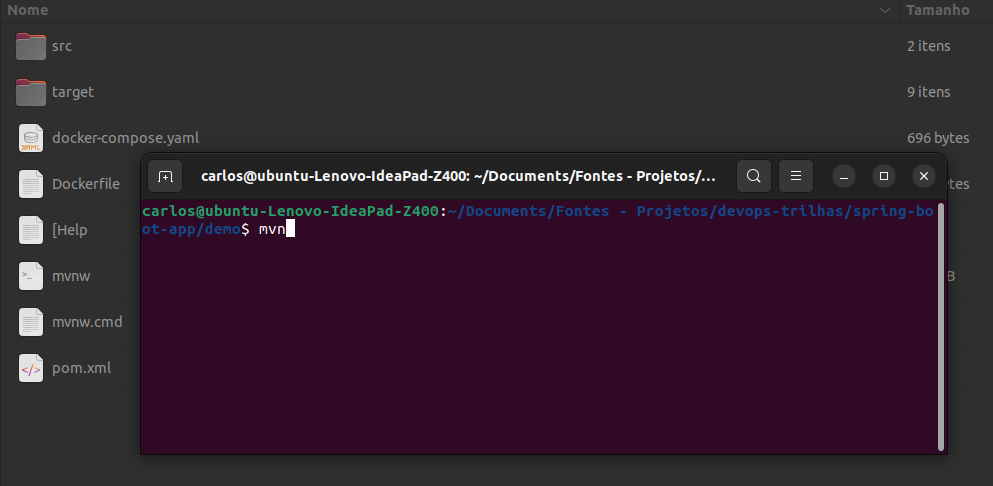 Nome Tamanho
src 2 itens
target 9 itens
docker-compose.yaml 696 bytes
Dockerfile
[Help
mvnw
mvnw.cmd
pom.xml
carlos@ubuntu-Lenovo-IdeaPad-Z400: ~/Documents/Fontes - Projetos/...
carlos@ubuntu-Lenovo-IdeaPad-Z400:~/Documents/Fontes - Projetos/devops-trilhas/spring-bo
ot-app/demo$ mvn